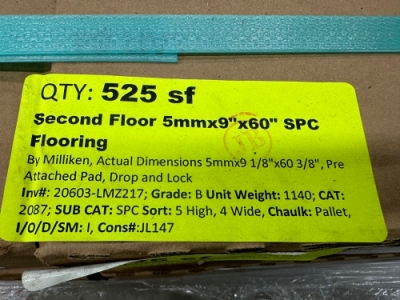 QTY: 525 sf
Second Floor 5mmx9"x60" SPC
Flooring
By Milliken, Actual Dimensions 5mmx9 1/8"x60 3/8", Pre
Attached Pad, Drop and Lock
Inv#: 20603-LMZ217; Grade: B Unit Weight: 1140; CAT:
2087; SUB CAT: SPC Sort: 5 High, 4 Wide, Chaulk: Pallet,
I/O/D/SM: I, Cons#:JL147